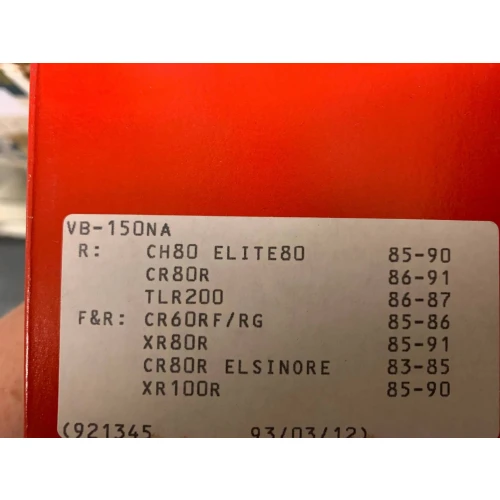 VB-150NA
R: CH80 ELITE80 85-90
CR80R 86-91
TLR200 86-87
F&R: CR60RF/RG 85-86
XR80R 85-91
CR80R ELSINORE 83-85
XR100R 85-90
(921345 93/03/12)